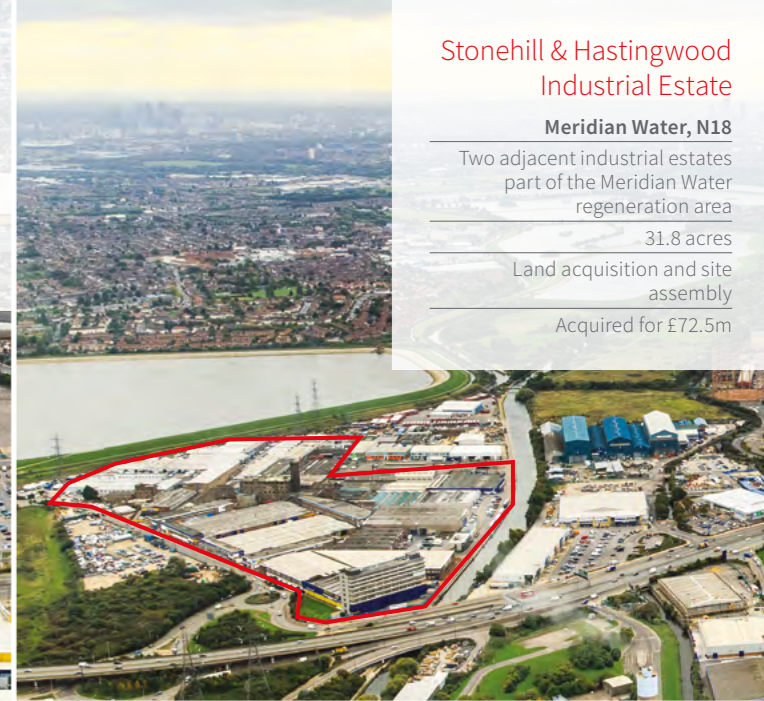 Stonehill & Hastingwood
Industrial Estate
Meridian Water, N18
Two adjacent industrial estates
part of the Meridian Water
regeneration area
31.8 acres
Land acquisition and site
assembly
Acquired for £72.5m